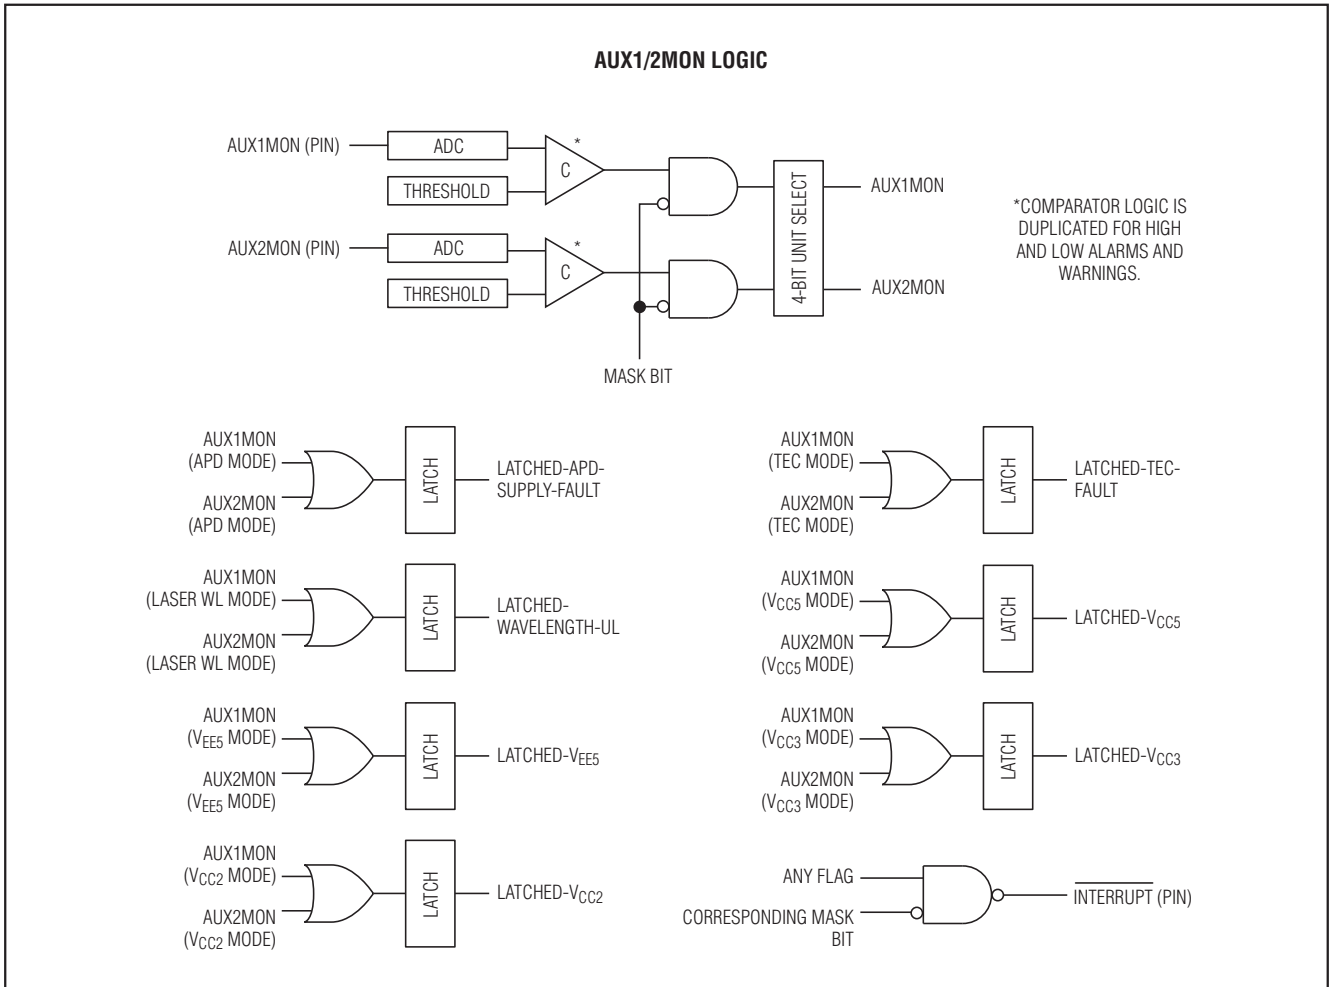 AUX1/2MON LOGIC
AUX1MON (PIN)
ADC
*
C
THRESHOLD
AUX2MON (PIN)
ADC
*
C
THRESHOLD
4-BIT UNIT SELECT
AUX1MON
AUX2MON
MASK BIT
*COMPARATOR LOGIC IS
DUPLICATED FOR HIGH
AND LOW ALARMS AND
WARNINGS.
AUX1MON
(APD MODE)
AUX2MON
(APD MODE)
LATCH
LATCHED-APD-
SUPPLY-FAULT
AUX1MON
(TEC MODE)
AUX2MON
(TEC MODE)
LATCH
LATCHED-TEC-
FAULT
AUX1MON
(LASER WL MODE)
AUX2MON
(LASER WL MODE)
LATCH
LATCHED-
WAVELENGTH-UL
AUX1MON
(VCC5 MODE)
AUX2MON
(VCC5 MODE)
LATCH
LATCHED-VCC5
AUX1MON
(VEE5 MODE)
AUX2MON
(VEE5 MODE)
LATCH
LATCHED-VEE5
AUX1MON
(VCC3 MODE)
AUX2MON
(VCC3 MODE)
LATCH
LATCHED-VCC3
AUX1MON
(VCC2 MODE)
AUX2MON
(VCC2 MODE)
LATCH
LATCHED-VCC2
ANY FLAG
CORRESPONDING MASK
BIT
INTERRUPT (PIN)